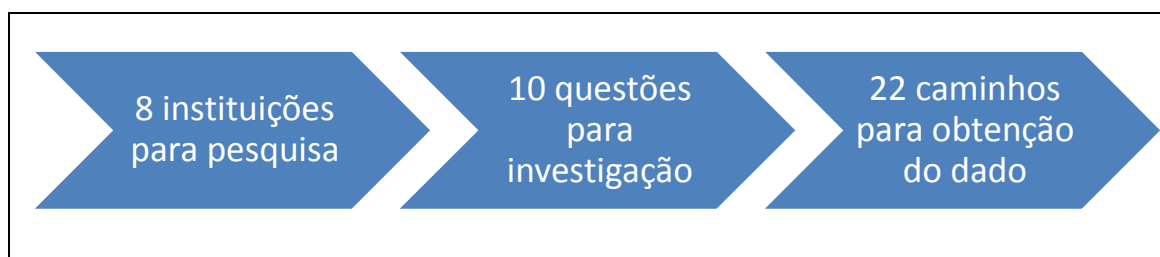 8 instituições
para pesquisa
10 questões
para
investigação
22 caminhos
para obtenção
do dado